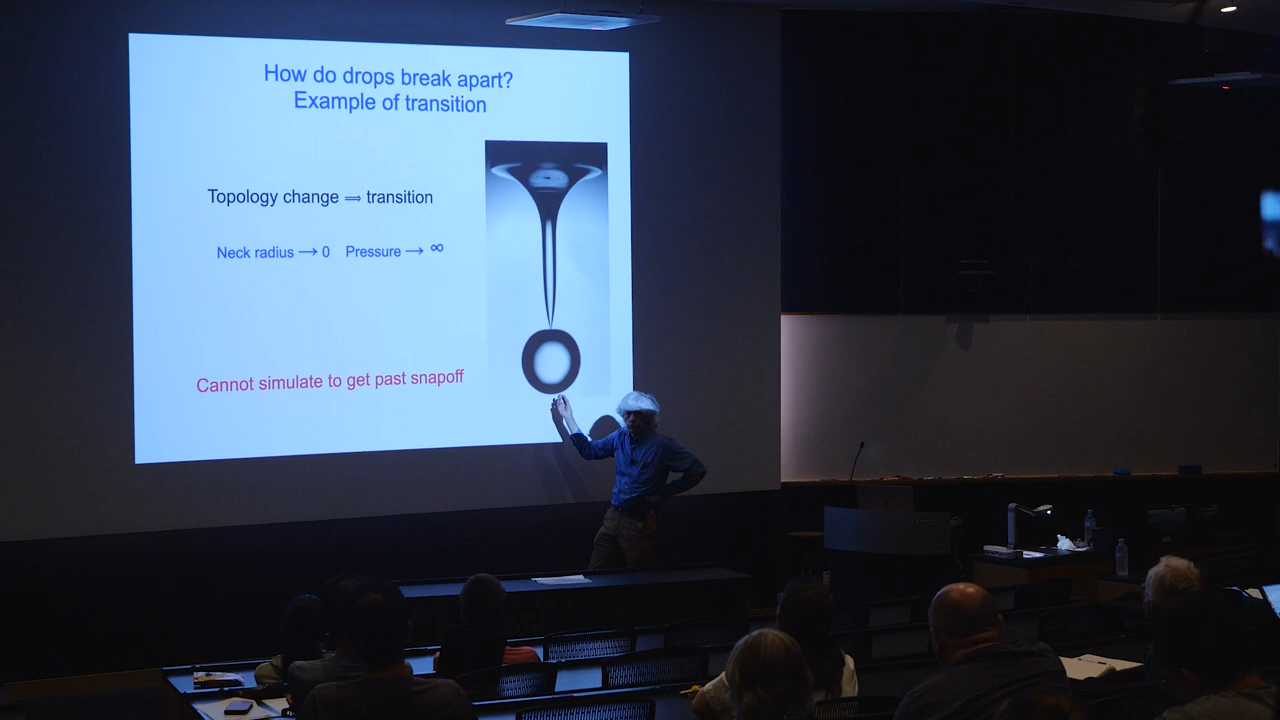 How do drops break apart?
Example of transition
Topology change ⟹ transition
Neck radius → 0 Pressure → ∞
Cannot simulate to get past snapoff